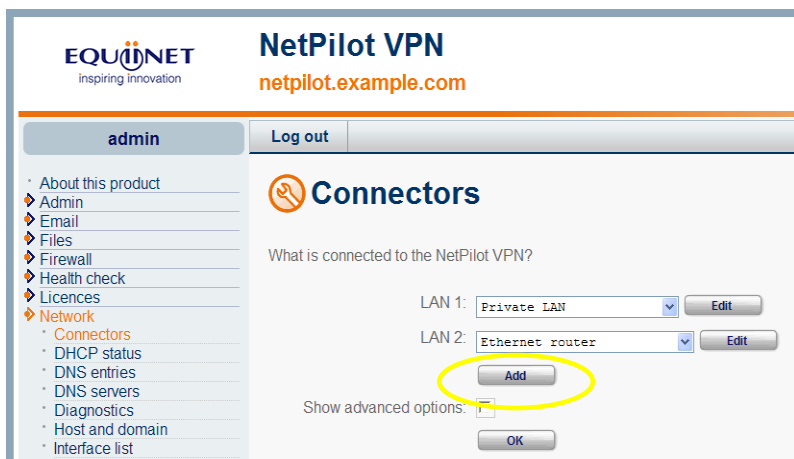 EQUiiNET
inspiring innovation
NetPilot VPN
netpilot.example.com
admin
Log out
About this product
Admin
Email
Files
Firewall
Health check
Licences
Network
Connectors
DHCP status
DNS entries
DNS servers
Diagnostics
Host and domain
Interface list
Connectors
What is connected to the NetPilot VPN?
LAN 1: Private LAN Edit
LAN 2: Ethernet router Edit
Add
Show advanced options:
OK